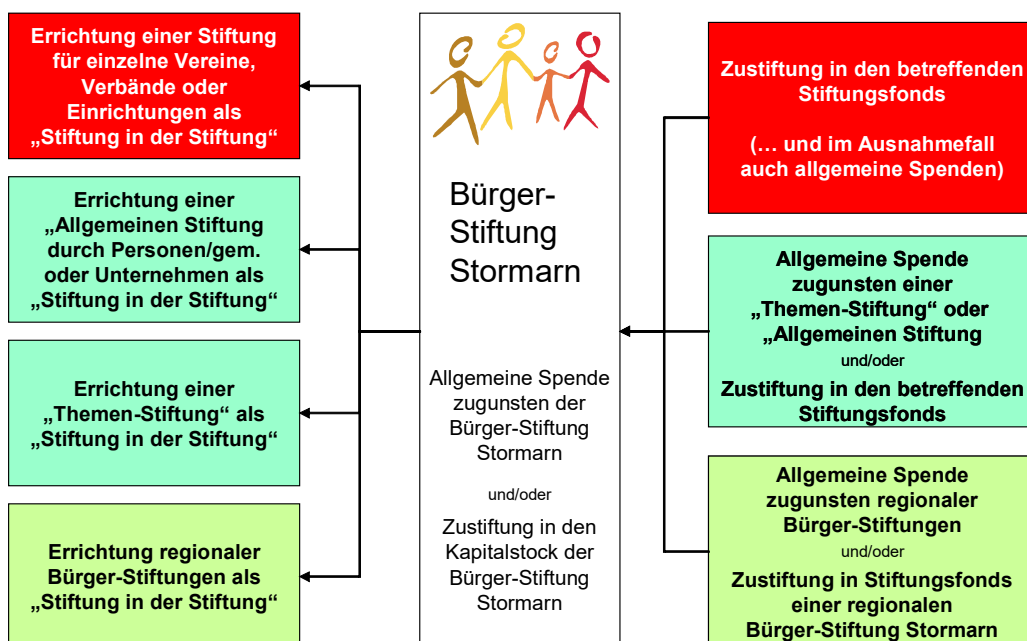 Errichtung einer Stiftung
für einzelne Vereine,
Verbände oder
Einrichtungen als
„Stiftung in der Stiftung“
Errichtung einer
„Allgemeinen Stiftung
durch Personen/gem.
oder Unternehmen als
„Stiftung in der Stiftung“
Errichtung einer
„Themen-Stiftung“ als
„Stiftung in der Stiftung“
Errichtung regionaler
Bürger-Stiftungen als
„Stiftung in der Stiftung“
Bürger-
Stiftung
Stormarn
Allgemeine Spende
zugunsten der
Bürger-Stiftung
Stormarn
und/oder
Zustiftung in den
Kapitalstock der
Bürger-Stiftung
Stormarn
Zustiftung in den betreffenden
Stiftungsfonds
(… und im Ausnahmefall
auch allgemeine Spenden)
Allgemeine Spende
zugunsten einer
„Themen-Stiftung“ oder
„Allgemeinen Stiftung
und/oder
Zustiftung in den betreffenden
Stiftungsfonds
Allgemeine Spende
zugunsten regionaler
Bürger-Stiftungen
und/oder
Zustiftung in Stiftungsfonds
einer regionalen
Bürger-Stiftung Stormarn